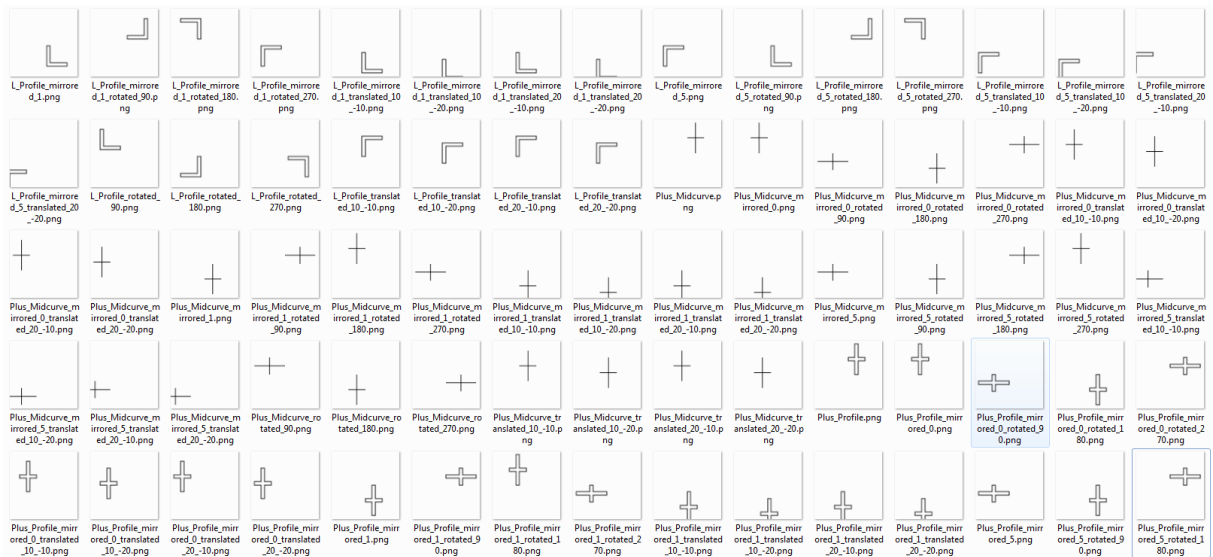 L_Profile_mirrore
d_1.png
L_Profile_mirrore
d_1_rotated_90.p
ng
L_Profile_mirrore
d_1_rotated_180.
png
L_Profile_mirrore
d_1_rotated_270.
png
L_Profile_mirrore
d_1_translated_10
_-10.png
L_Profile_mirrore
d_1_translated_10
_-20.png
L_Profile_mirrore
d_1_translated_20
_-10.png
L_Profile_mirrore
d_1_translated_20
_-20.png
L_Profile_mirrore
d_5.png
L_Profile_mirrore
d_5_rotated_90.p
ng
L_Profile_mirrore
d_5_rotated_180.
png
L_Profile_mirrore
d_5_rotated_270.
png
L_Profile_mirrore
d_5_translated_10
_-10.png
L_Profile_mirrore
d_5_translated_10
_-20.png
L_Profile_mirrore
d_5_translated_20
_-10.png
L_Profile_mirrore
d_5_translated_20
_-20.png
L_Profile_rotated_
90.png
L_Profile_rotated_
180.png
L_Profile_rotated_
270.png
L_Profile_translat
ed_10_-10.png
L_Profile_translat
ed_10_-20.png
L_Profile_translat
ed_20_-10.png
L_Profile_translat
ed_20_-20.png
Plus_Midcurve.p
ng
Plus_Midcurve_m
irrored_0.png
Plus_Midcurve_m
irrored_0_rotated
_90.png
Plus_Midcurve_m
irrored_0_rotated
_180.png
Plus_Midcurve_m
irrored_0_rotated
_270.png
Plus_Midcurve_m
irrored_0_translat
ed_10_-10.png
Plus_Midcurve_m
irrored_0_translat
ed_10_-20.png
Plus_Midcurve_m
irrored_0_translat
ed_20_-10.png
Plus_Midcurve_m
irrored_0_translat
ed_20_-20.png
Plus_Midcurve_m
irrored_1.png
Plus_Midcurve_m
irrored_1_rotated
_90.png
Plus_Midcurve_m
irrored_1_rotated
_180.png
Plus_Midcurve_m
irrored_1_rotated
_270.png
Plus_Midcurve_m
irrored_1_translat
ed_10_-10.png
Plus_Midcurve_m
irrored_1_translat
ed_10_-20.png
Plus_Midcurve_m
irrored_1_translat
ed_20_-10.png
Plus_Midcurve_m
irrored_1_translat
ed_20_-20.png
Plus_Midcurve_m
irrored_5.png
Plus_Midcurve_m
irrored_5_rotated
_90.png
Plus_Midcurve_m
irrored_5_rotated
_180.png
Plus_Midcurve_m
irrored_5_rotated
_270.png
Plus_Midcurve_m
irrored_5_translat
ed_10_-10.png
Plus_Midcurve_m
irrored_5_translat
ed_10_-20.png
Plus_Midcurve_m
irrored_5_translat
ed_20_-10.png
Plus_Midcurve_m
irrored_5_translat
ed_20_-20.png
Plus_Midcurve_ro
tated_90.png
Plus_Midcurve_ro
tated_180.png
Plus_Midcurve_ro
tated_270.png
Plus_Midcurve_tr
anslated_10_-10.p
ng
Plus_Midcurve_tr
anslated_10_-20.p
ng
Plus_Midcurve_tr
anslated_20_-10.p
ng
Plus_Midcurve_tr
anslated_20_-20.p
ng
Plus_Profile.png
Plus_Profile_mirr
ored_0.png
Plus_Profile_mirr
ored_0_rotated_9
0.png
Plus_Profile_mirr
ored_0_rotated_1
80.png
Plus_Profile_mirr
ored_0_rotated_2
70.png
Plus_Profile_mirr
ored_0_translated
_10_-10.png
Plus_Profile_mirr
ored_0_translated
_10_-20.png
Plus_Profile_mirr
ored_0_translated
_20_-10.png
Plus_Profile_mirr
ored_0_translated
_20_-20.png
Plus_Profile_mirr
ored_1.png
Plus_Profile_mirr
ored_1_rotated_9
0.png
Plus_Profile_mirr
ored_1_rotated_1
80.png
Plus_Profile_mirr
ored_1_rotated_2
70.png
Plus_Profile_mirr
ored_1_translated
_10_-10.png
Plus_Profile_mirr
ored_1_translated
_10_-20.png
Plus_Profile_mirr
ored_1_translated
_20_-10.png
Plus_Profile_mirr
ored_1_translated
_20_-20.png
Plus_Profile_mirr
ored_5.png
Plus_Profile_mirr
ored_5_rotated_9
0.png
Plus_Profile_mirr
ored_5_rotated_1
80.png